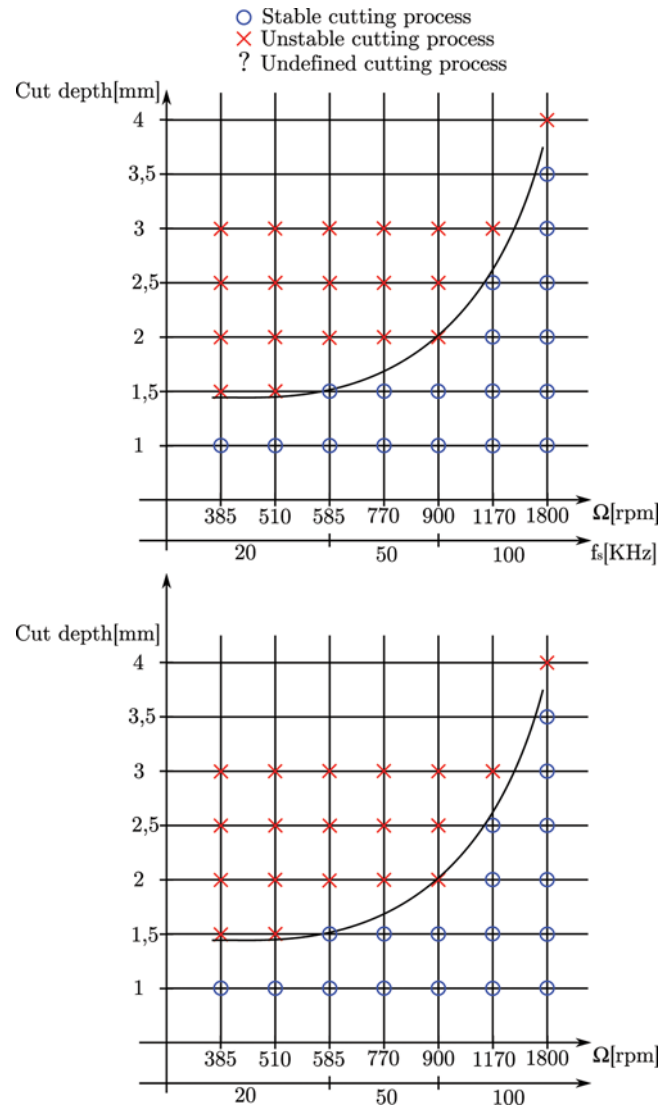 Stable cutting process
Unstable cutting process
? Undefined cutting process
Cut depth[mm]
4
3,5
3
2,5
2
1,5
1
385 510 585 770 900 1170 1800 Ω[rpm]
20 50 100 fs[KHz]
Cut depth[mm]
4
3,5
3
2,5
2
1,5
1
385 510 585 770 900 1170 1800 Ω[rpm]
20 50 100